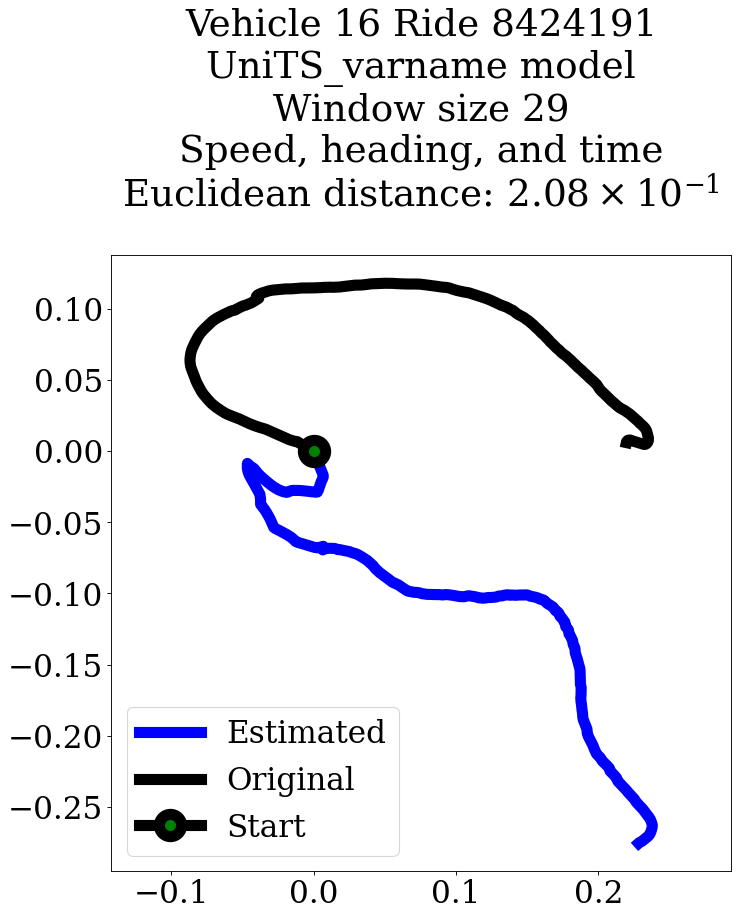 Vehicle 16 Ride 8424191
UniTS_varname model
Window size 29
Speed, heading, and time
Euclidean distance: 2.08 × 10⁻¹
0.10
0.05
0.00
−0.05
−0.10
−0.15
−0.20
−0.25
Estimated
Original
Start
−0.1 0.0 0.1 0.2